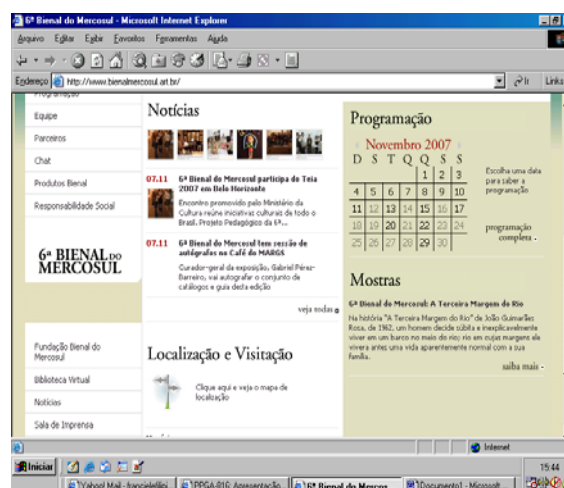 6ª Bienal do Mercosul - Microsoft Internet Explorer
Arquivo Editar Exibir Favoritos Ferramentas Ajuda
Endereço http://www.bienalmercosul.art.br/ Ir Links
Programação
Equipe
Parceiros
Chat
Produtos Bienal
Responsabilidade Social
6ª BIENAL DO
MERCOSUL
Fundação Bienal do
Mercosul
Biblioteca Virtual
Notícias
Sala de Imprensa
Notícias
07.11 6ª Bienal do Mercosul participa do Teia
2007 em Belo Horizonte
Encontro promovido pelo Ministério da
Cultura reúne iniciativas culturais de todo o
Brasil. Projeto Pedagógico da 6ª...
07.11 6ª Bienal do Mercosul tem sessão de
autógrafos no Café do MARGS
Curador-geral da exposição, Gabriel Pérez-
Barreiro, vai autografar o conjunto de
catálogos e guia desta edição
veja todas
Localização e Visitação
Clique aqui e veja o mapa de
localização
Programação
Novembro 2007
D S T Q Q S S
1 2 3
4 5 6 7 8 9 10
11 12 13 14 15 16 17
18 19 20 21 22 23 24
25 26 27 28 29 30
Escolha uma data
para saber a
programação
programação
completa
Mostras
6ª Bienal do Mercosul: A Terceira Margem do Rio
Na história "A Terceira Margem do Rio" de João Guimarães
Rosa, de 1962, um homem decide súbita e inexplicavelmente
viver em um barco no meio do rio; rio em cujas margens ele
vivera antes uma vida aparentemente normal com a sua
família.
saiba mais
Internet
Iniciar 15:44
Yahoo! Mail - PPGA-816: Apresentação 6ª Bienal do Mercos... Documento1 - Microsoft ...